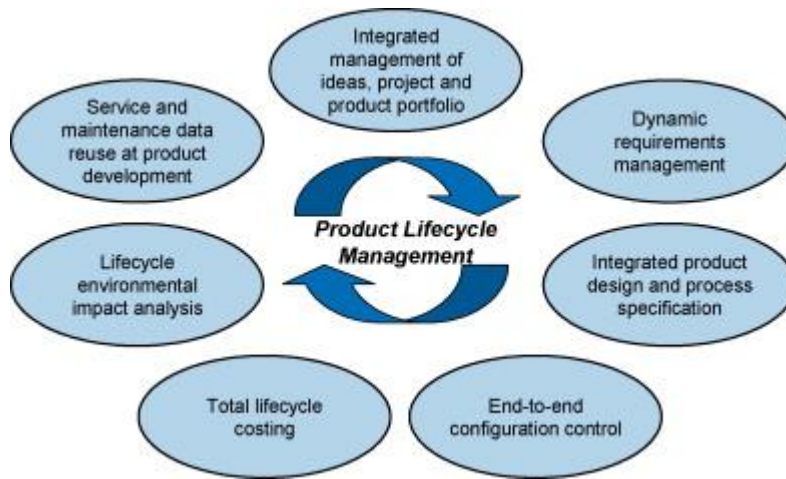 Integrated
management of
ideas, project and
product portfolio
Service and
maintenance data
reuse at product
development
Dynamic
requirements
management
Product Lifecycle
Management
Lifecycle
environmental
impact analysis
Integrated product
design and process
specification
Total lifecycle
costing
End-to-end
configuration control